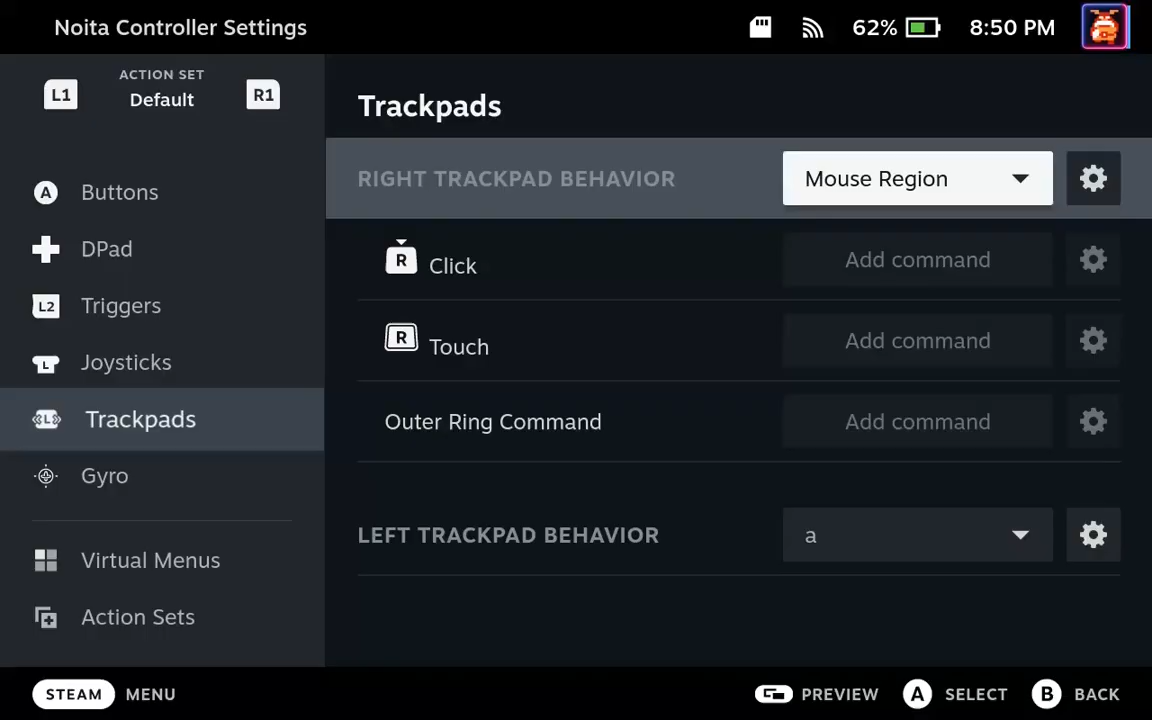 Noita Controller Settings
62%
8:50 PM
L1
ACTION SET
Default
R1
A Buttons
DPad
L2 Triggers
L Joysticks
L Trackpads
Gyro
Virtual Menus
Action Sets
Trackpads
RIGHT TRACKPAD BEHAVIOR
Mouse Region
R Click
Add command
R Touch
Add command
Outer Ring Command
Add command
LEFT TRACKPAD BEHAVIOR
a
STEAM MENU
PREVIEW
A SELECT
B BACK